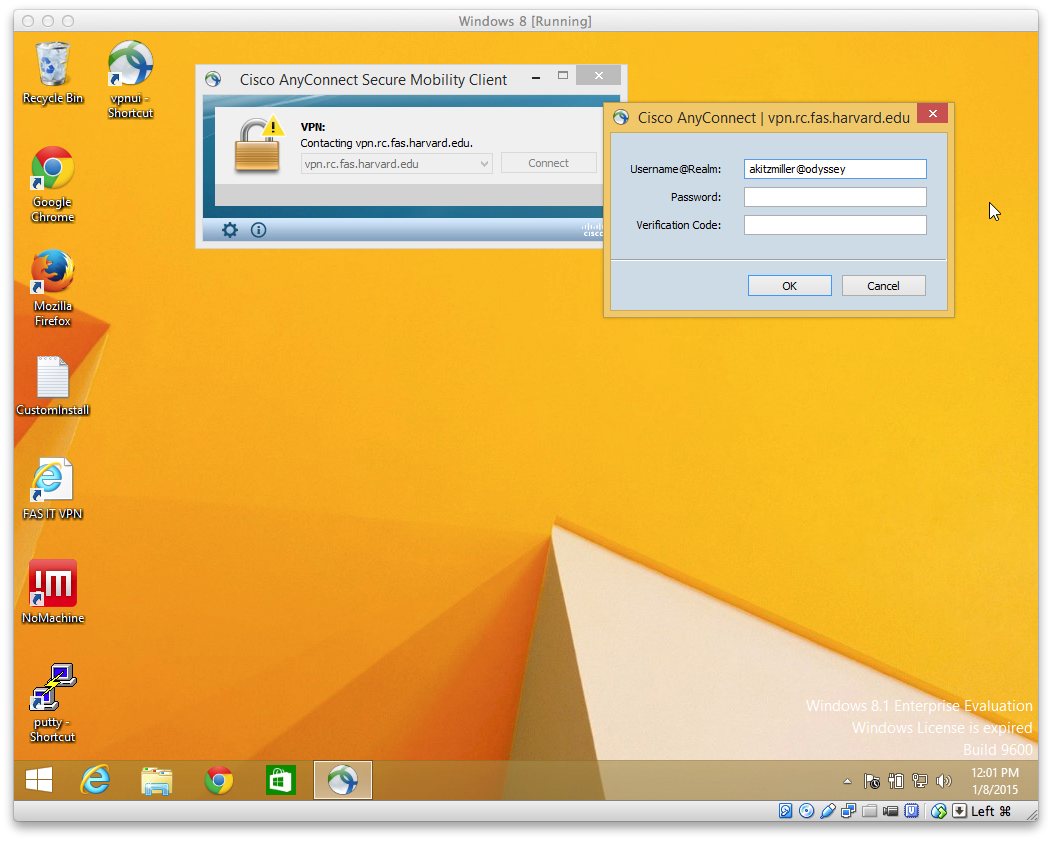 Windows 8 [Running]
Recycle Bin
vpnui -
Shortcut
Google
Chrome
Mozilla
Firefox
CustomInstall
FAS IT VPN
NoMachine
putty -
Shortcut
Cisco AnyConnect Secure Mobility Client
VPN:
Contacting vpn.rc.fas.harvard.edu.
vpn.rc.fas.harvard.edu
Connect
cisco
Cisco AnyConnect | vpn.rc.fas.harvard.edu
Username@Realm:
akitzmiller@odyssey
Password:
Verification Code:
OK
Cancel
Windows 8.1 Enterprise Evaluation
Windows License is expired
Build 9600
12:01 PM
1/8/2015
Left ⌘